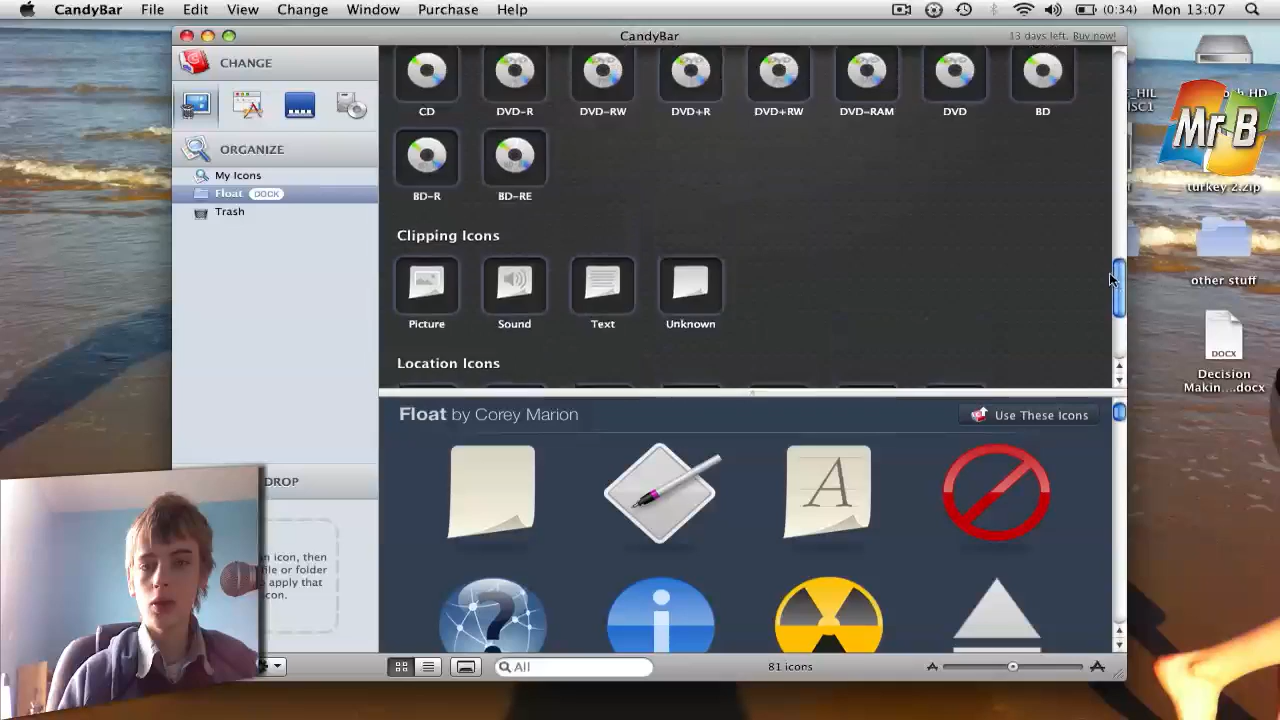 CandyBar File Edit View Change Window Purchase Help (0:34) Mon 13:07
CandyBar
13 days left. Buy now!
CHANGE
ORGANIZE
My Icons
Float DOCK
Trash
CD DVD-R DVD-RW DVD+R DVD+RW DVD-RAM DVD BD
BD-R BD-RE
Clipping Icons
Picture Sound Text Unknown
Location Icons
Float by Corey Marion
Use These Icons
A
?
i
DROP
icon, then
file or folder
apply that
All
81 icons
Mr B
turkey 2.zip
other stuff
DOCX
Decision
Makin ....docx